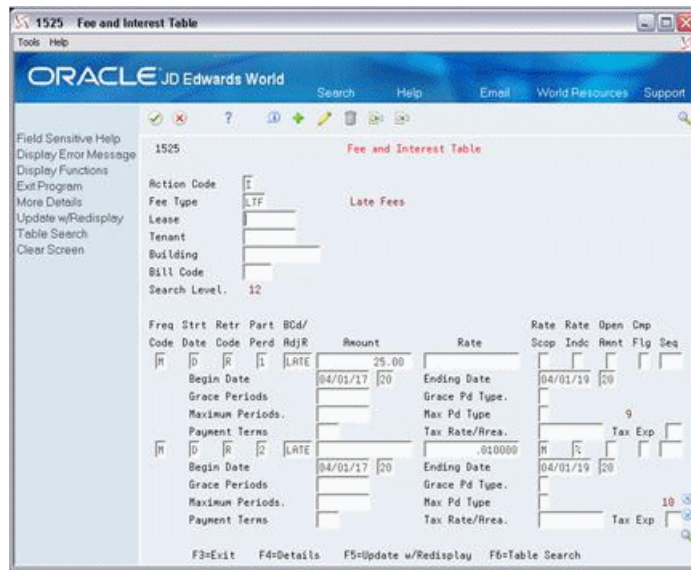 1525 Fee and Interest Table
Tools Help
ORACLE JD Edwards World
Search Help Email World Resources Support
Field Sensitive Help
Display Error Message
Display Functions
Exit Program
More Details
Update w/Redisplay
Table Search
Clear Screen
1525 Fee and Interest Table
Action Code I
Fee Type LTF Late Fees
Lease
Tenant
Building
Bill Code
Search Level. 12
Freq Strt Retr Part BCd/ Rate Rate Open Cmp
Code Date Code Perd AdjR Amount Rate Scop Indc Amnt Flg Seq
M D R 1 LATE 25.00
Begin Date 04/01/17 20 Ending Date 04/01/19 20
Grace Periods Grace Pd Type.
Maximum Periods. Max Pd Type 9
Payment Terms Tax Rate/Area. Tax Exp
M D R 2 LATE .010000 M %
Begin Date 04/01/17 20 Ending Date 04/01/19 20
Grace Periods Grace Pd Type.
Maximum Periods. Max Pd Type 10
Payment Terms Tax Rate/Area. Tax Exp
F3=Exit F4=Details F5=Update w/Redisplay F6=Table Search